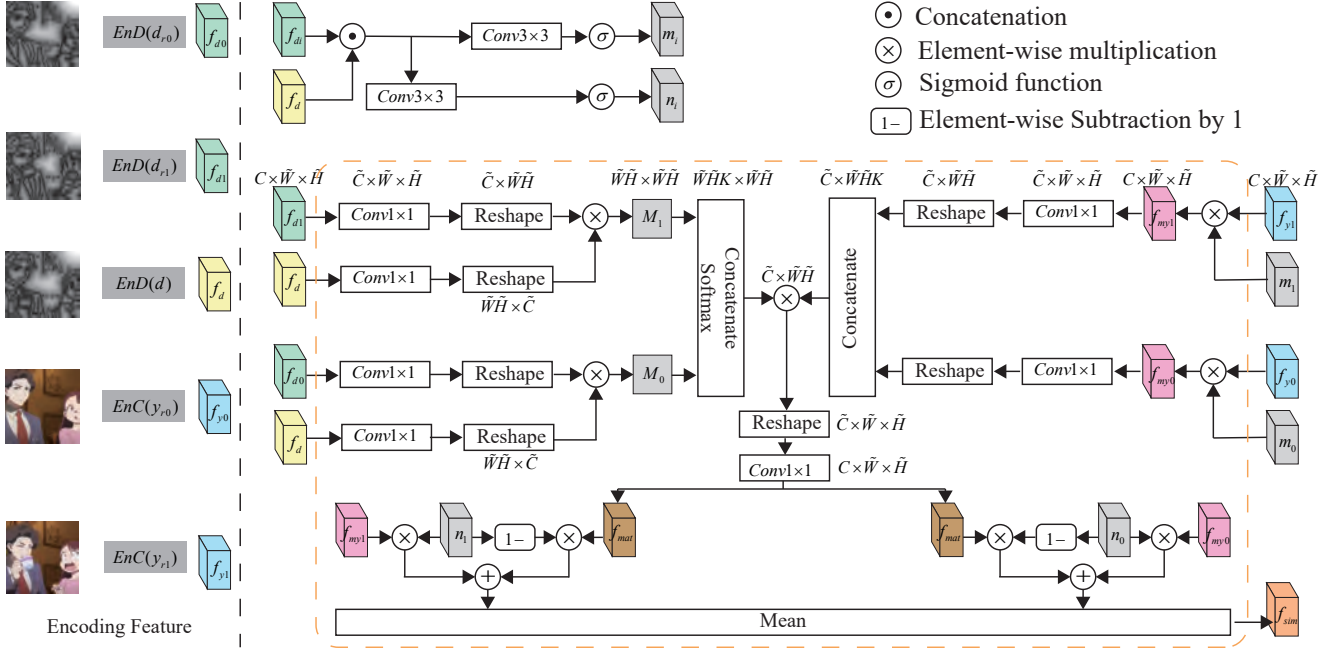 EnD(d_{r0})
f_{d0}
EnD(d_{r1})
f_{d1}
EnD(d)
f_d
EnC(y_{r0})
f_{y0}
EnC(y_{r1})
f_{y1}
Encoding Feature
f_{di} Conv3×3 σ m_i
f_d Conv3×3 σ n_i
Concatenation
Element-wise multiplication
σ Sigmoid function
1− Element-wise Subtraction by 1
C×W̃×H̃ C̃×W̃×H̃ C̃×W̃H̃ W̃H̃×W̃H̃ W̃H̃K×W̃H̃ C̃×W̃H̃K C̃×W̃H̃ C̃×W̃×H̃ C×W̃×H̃ C×W̃×H̃
f_{d1} Conv1×1 Reshape M_1 Reshape Conv1×1 f_{my1} f_{y1}
f_d Conv1×1 Reshape m_1
W̃H̃×C̃
Concatenate
Softmax
C̃×W̃H̃
Concatenate
f_{d0} Conv1×1 Reshape M_0 Reshape Conv1×1 f_{my0} f_{y0}
f_d Conv1×1 Reshape m_0
W̃H̃×C̃
Reshape C̃×W̃×H̃
Conv1×1 C×W̃×H̃
f_{my1} n_1 1− f_{mat} f_{mat} 1− n_0 f_{my0}
Mean
f_{sim}